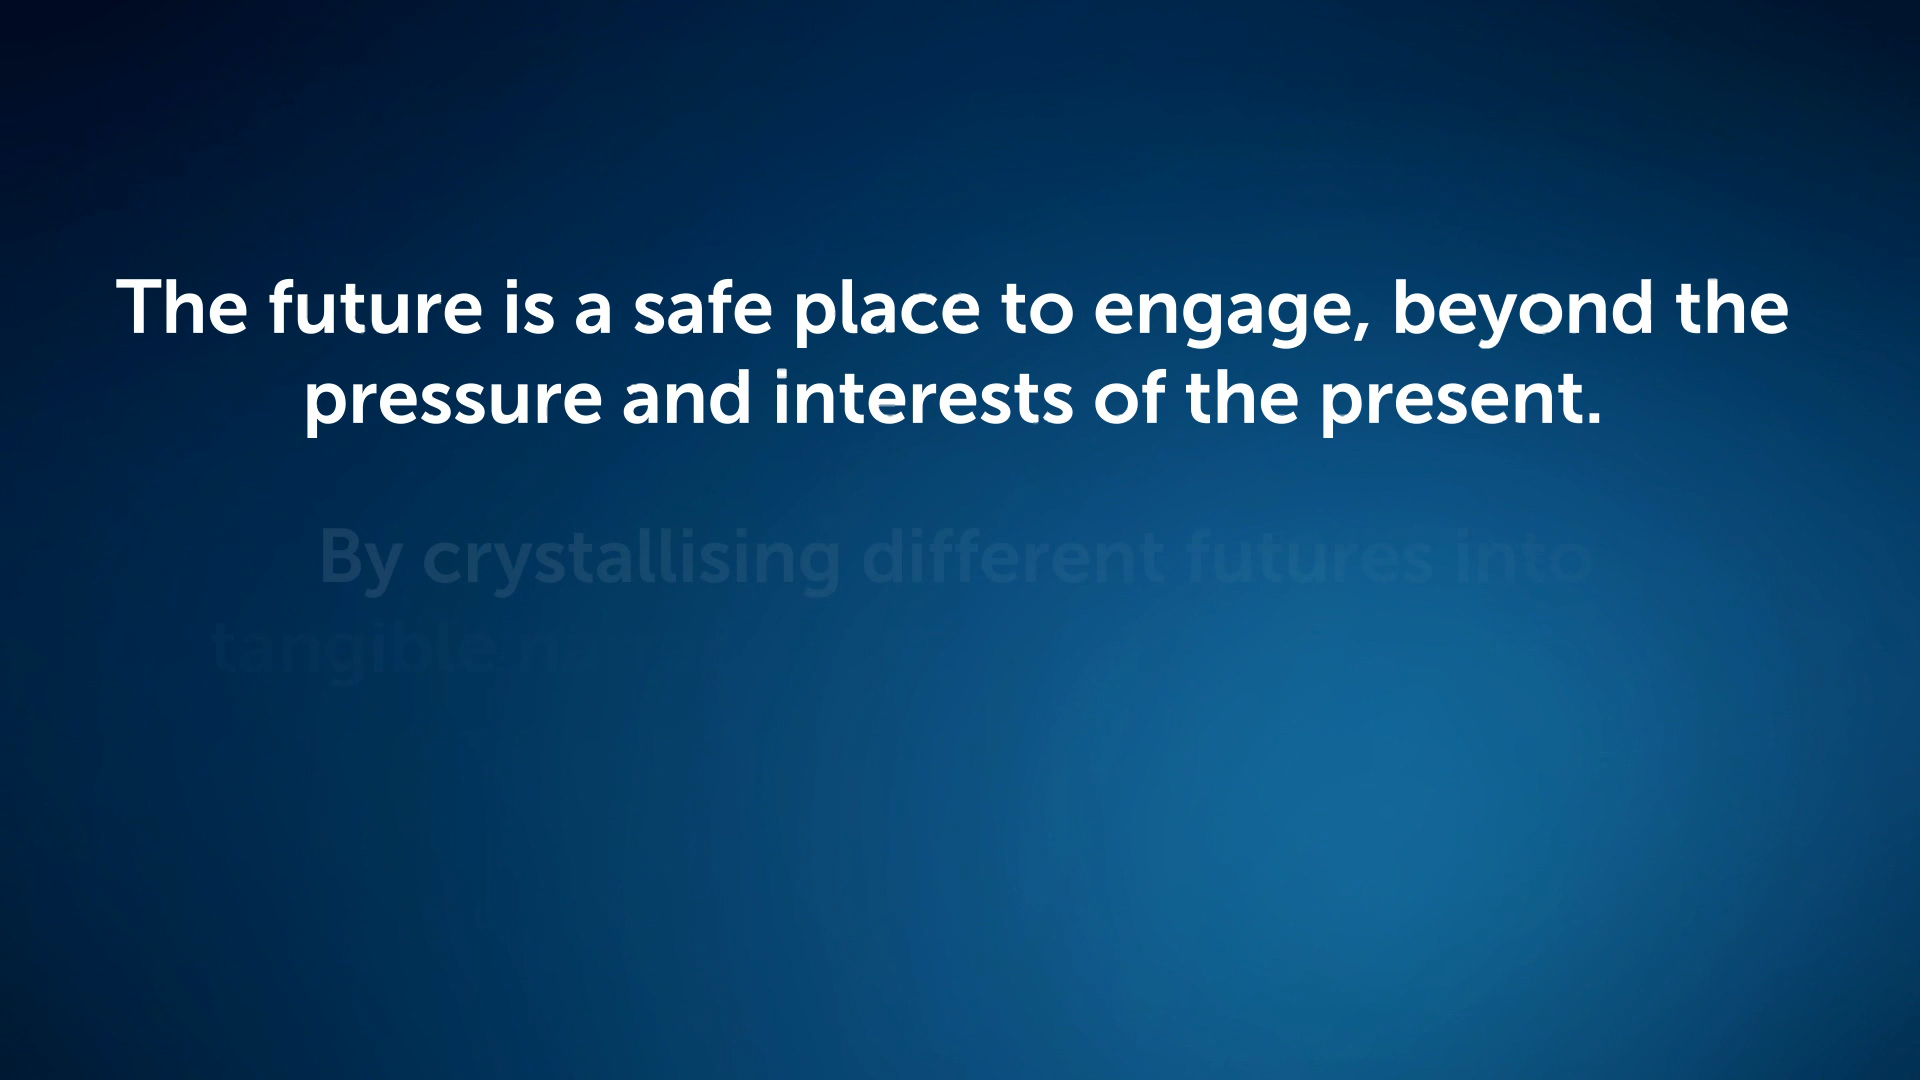 The future is a safe place to engage, beyond the
pressure and interests of the present.
By crystallising different futures into
tangible